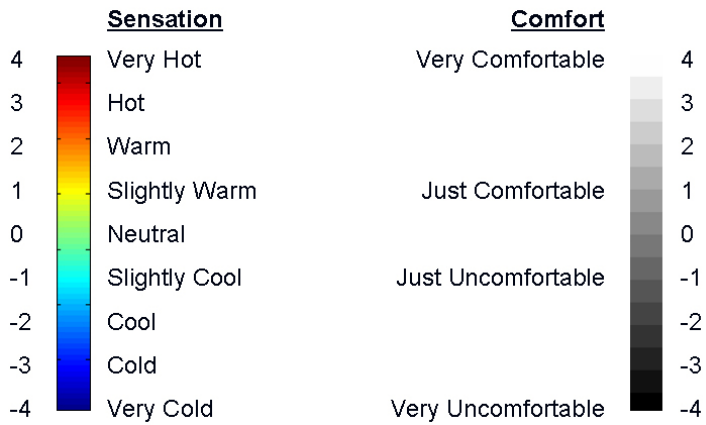 Sensation Comfort
4 Very Hot Very Comfortable 4
3 Hot 3
2 Warm 2
1 Slightly Warm Just Comfortable 1
0 Neutral 0
-1 Slightly Cool Just Uncomfortable -1
-2 Cool -2
-3 Cold -3
-4 Very Cold Very Uncomfortable -4